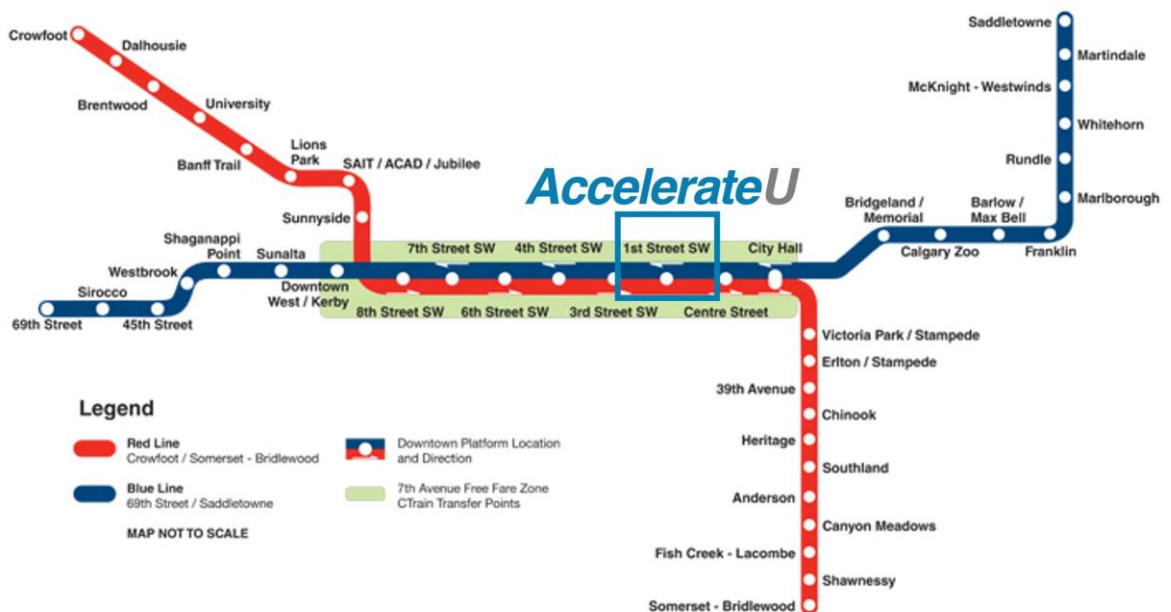 Crowfoot
Dalhousie
Brentwood
University
Banff Trail
Lions
Park
SAIT / ACAD / Jubilee
Sunnyside
AccelerateU
Saddletowne
Martindale
McKnight - Westwinds
Whitehorn
Rundle
Marlborough
Bridgeland /
Memorial
Barlow /
Max Bell
Calgary Zoo
Franklin
7th Street SW
4th Street SW
1st Street SW
City Hall
Shaganappi
Point
Sunalta
Westbrook
Sirocco
69th Street
45th Street
Downtown
West / Kerby
8th Street SW
6th Street SW
3rd Street SW
Centre Street
Victoria Park / Stampede
Erlton / Stampede
39th Avenue
Chinook
Heritage
Southland
Anderson
Canyon Meadows
Fish Creek - Lacombe
Shawnessy
Somerset - Bridlewood
Legend
Red Line
Crowfoot / Somerset - Bridlewood
Blue Line
69th Street / Saddletowne
MAP NOT TO SCALE
Downtown Platform Location
and Direction
7th Avenue Free Fare Zone
CTrain Transfer Points